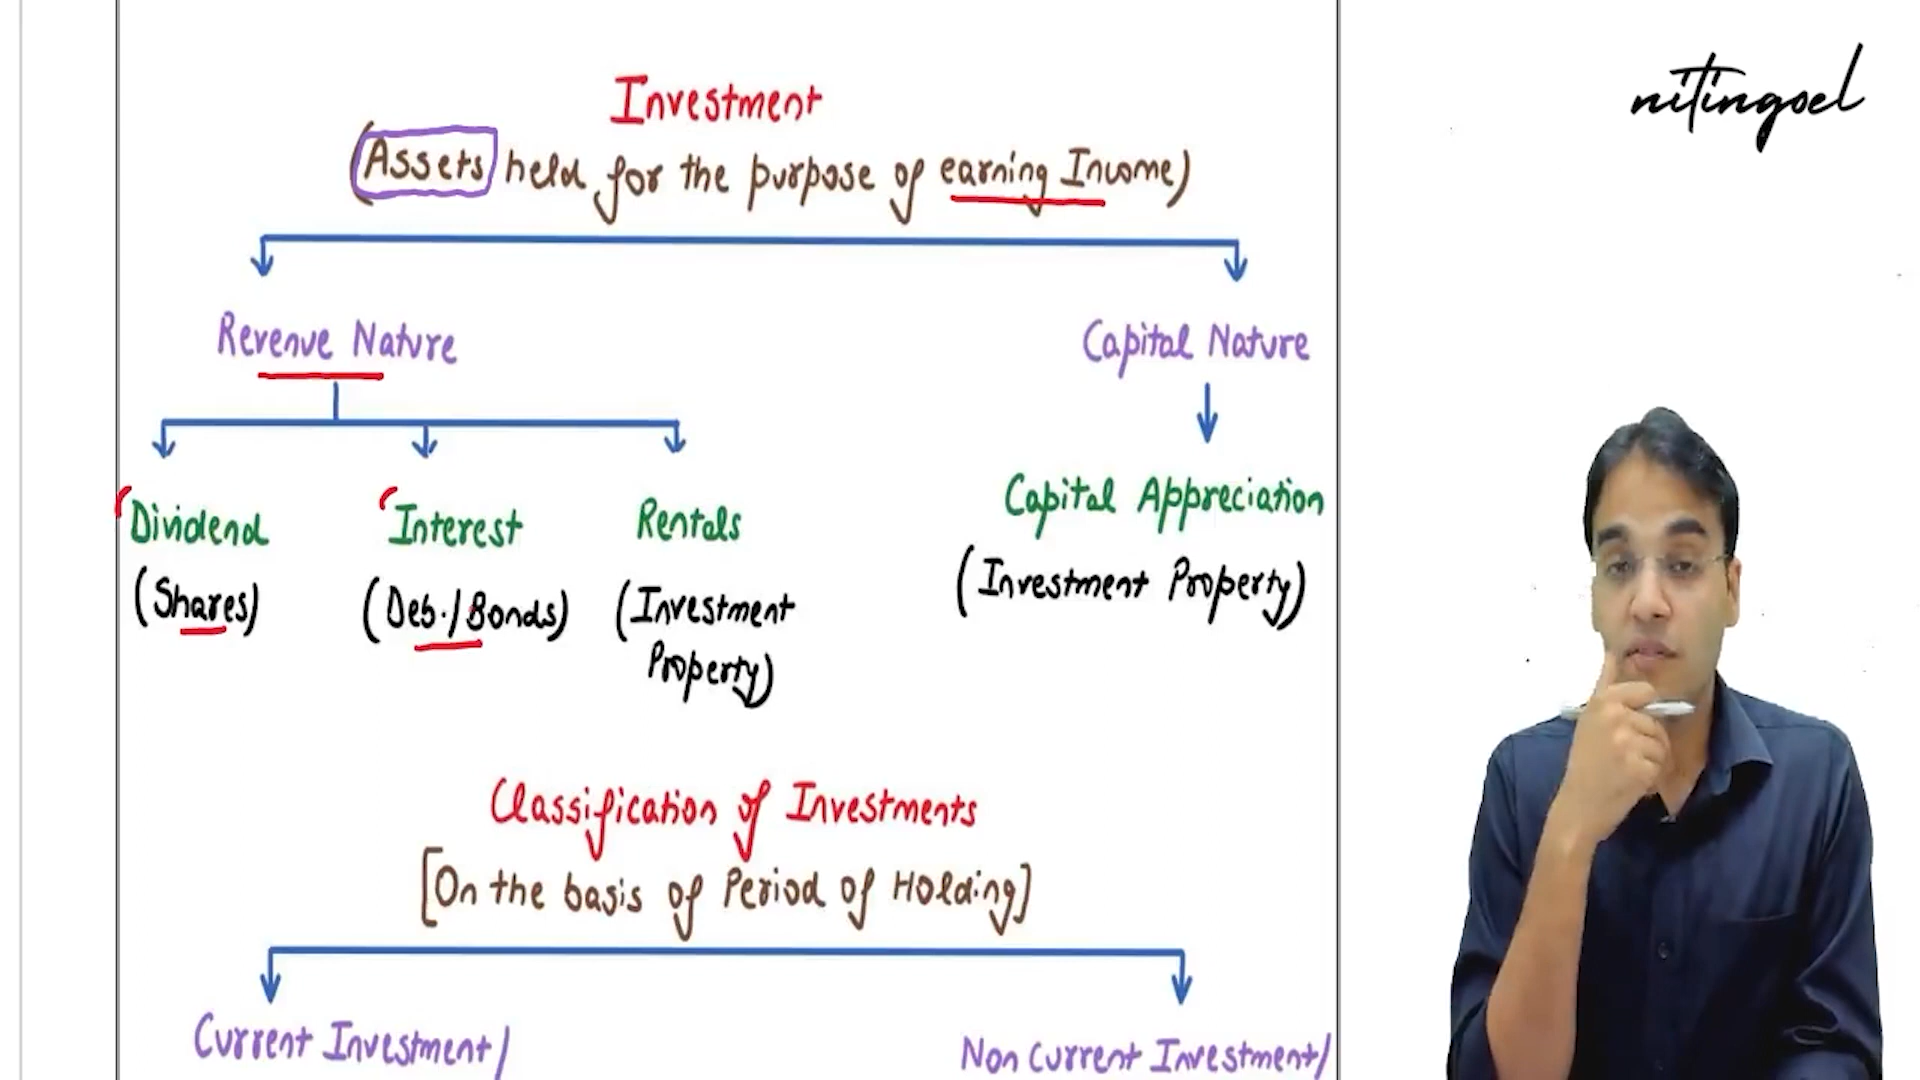 nitingoel
Investment
(Assets held for the purpose of earning Income)
Revenue Nature
Capital Nature
Dividend
(Shares)
Interest
(Deb./Bonds)
Rentals
(Investment
Property)
Capital Appreciation
(Investment Property)
Classification of Investments
[On the basis of Period of Holding]
Current Investment/
Non Current Investment/